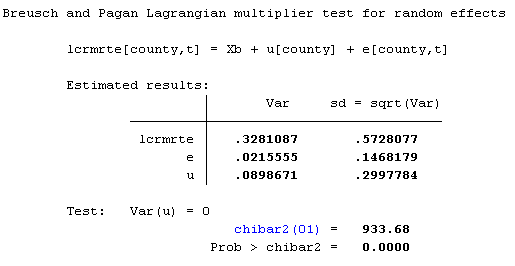 Breusch and Pagan Lagrangian multiplier test for random effects
lcrmrte[county,t] = Xb + u[county] + e[county,t]
Estimated results:
Var sd = sqrt(Var)
lcrmrte .3281087 .5728077
e .0215555 .1468179
u .0898671 .2997784
Test: Var(u) = 0
chibar2(01) = 933.68
Prob > chibar2 = 0.0000